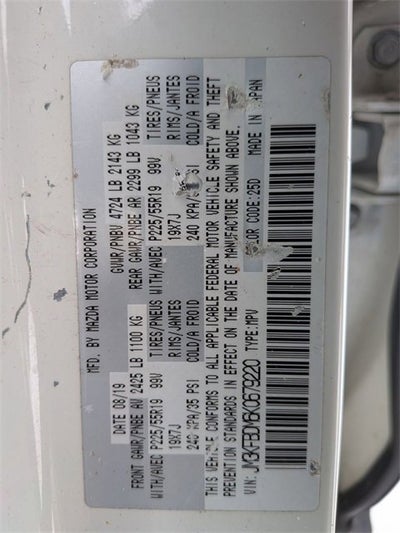 MFD. BY MAZDA MOTOR CORPORATION
DATE 08/19 GVWR/PNBV 4724 LB 2143 KG
FRONT GAWR/PNBE AV 2425 LB 1100 KG REAR GAWR/PNBE AR 2299 LB 1043 KG
WITH/AVEC P225/55R19 99V TIRES/PNEUS WITH/AVEC P225/55R19 99V TIRES/PNEUS
19X7J RIMS/JANTES 19X7J RIMS/JANTES
240 KPA/35 PSI COLD/A FROID 240 KPA/ PSI COLD/A FROID
THIS VEHICLE CONFORMS TO ALL APPLICABLE FEDERAL MOTOR VEHICLE SAFETY AND THEFT
PREVENTION STANDARDS IN EFFECT ON THE DATE OF MANUFACTURE SHOWN ABOVE.
VIN: JM3KFBDM6K0679220 TYPE:MPV COLOR CODE:25D MADE IN JAPAN